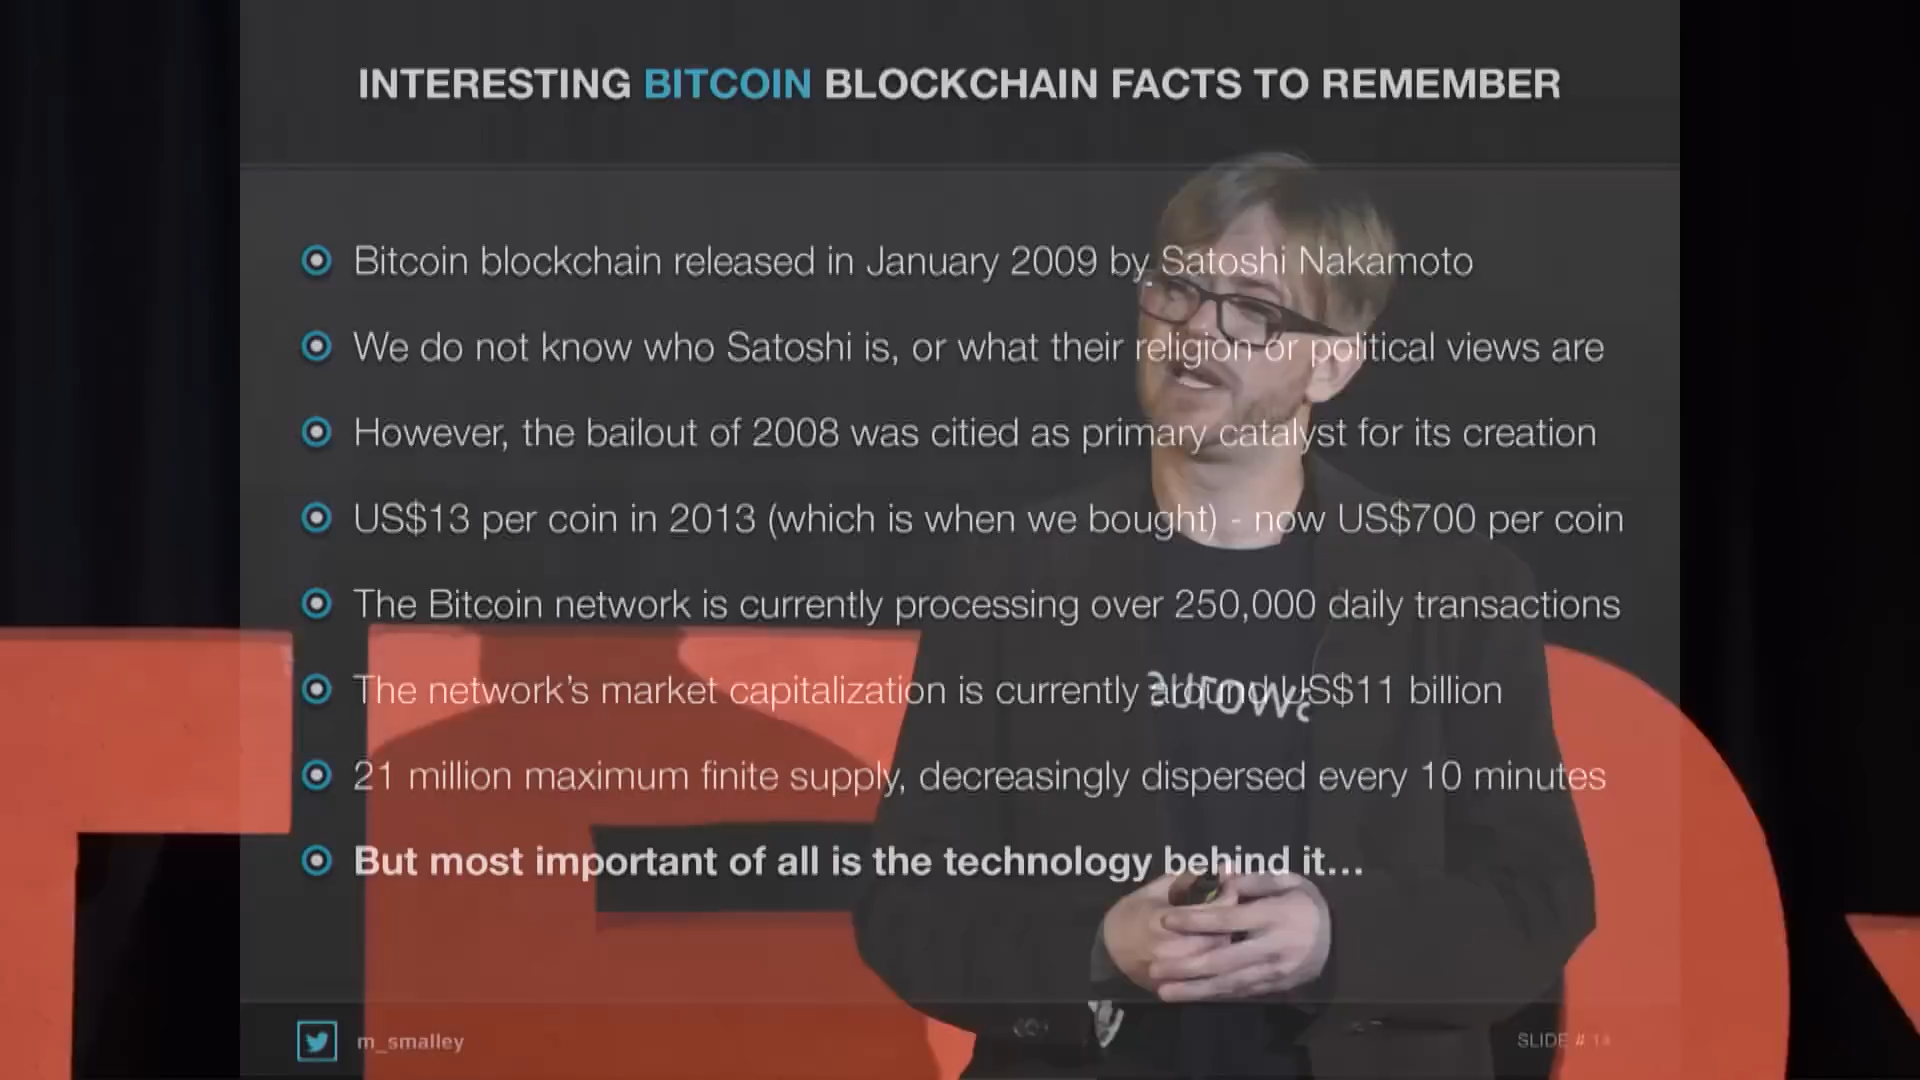 INTERESTING BITCOIN BLOCKCHAIN FACTS TO REMEMBER
Bitcoin blockchain released in January 2009 by Satoshi Nakamoto
We do not know who Satoshi is, or what their religion or political views are
However, the bailout of 2008 was citied as primary catalyst for its creation
US$13 per coin in 2013 (which is when we bought) - now US$700 per coin
The Bitcoin network is currently processing over 250,000 daily transactions
The network's market capitalization is currently around US$11 billion
21 million maximum finite supply, decreasingly dispersed every 10 minutes
But most important of all is the technology behind it...
m_smalley
SLIDE # 14